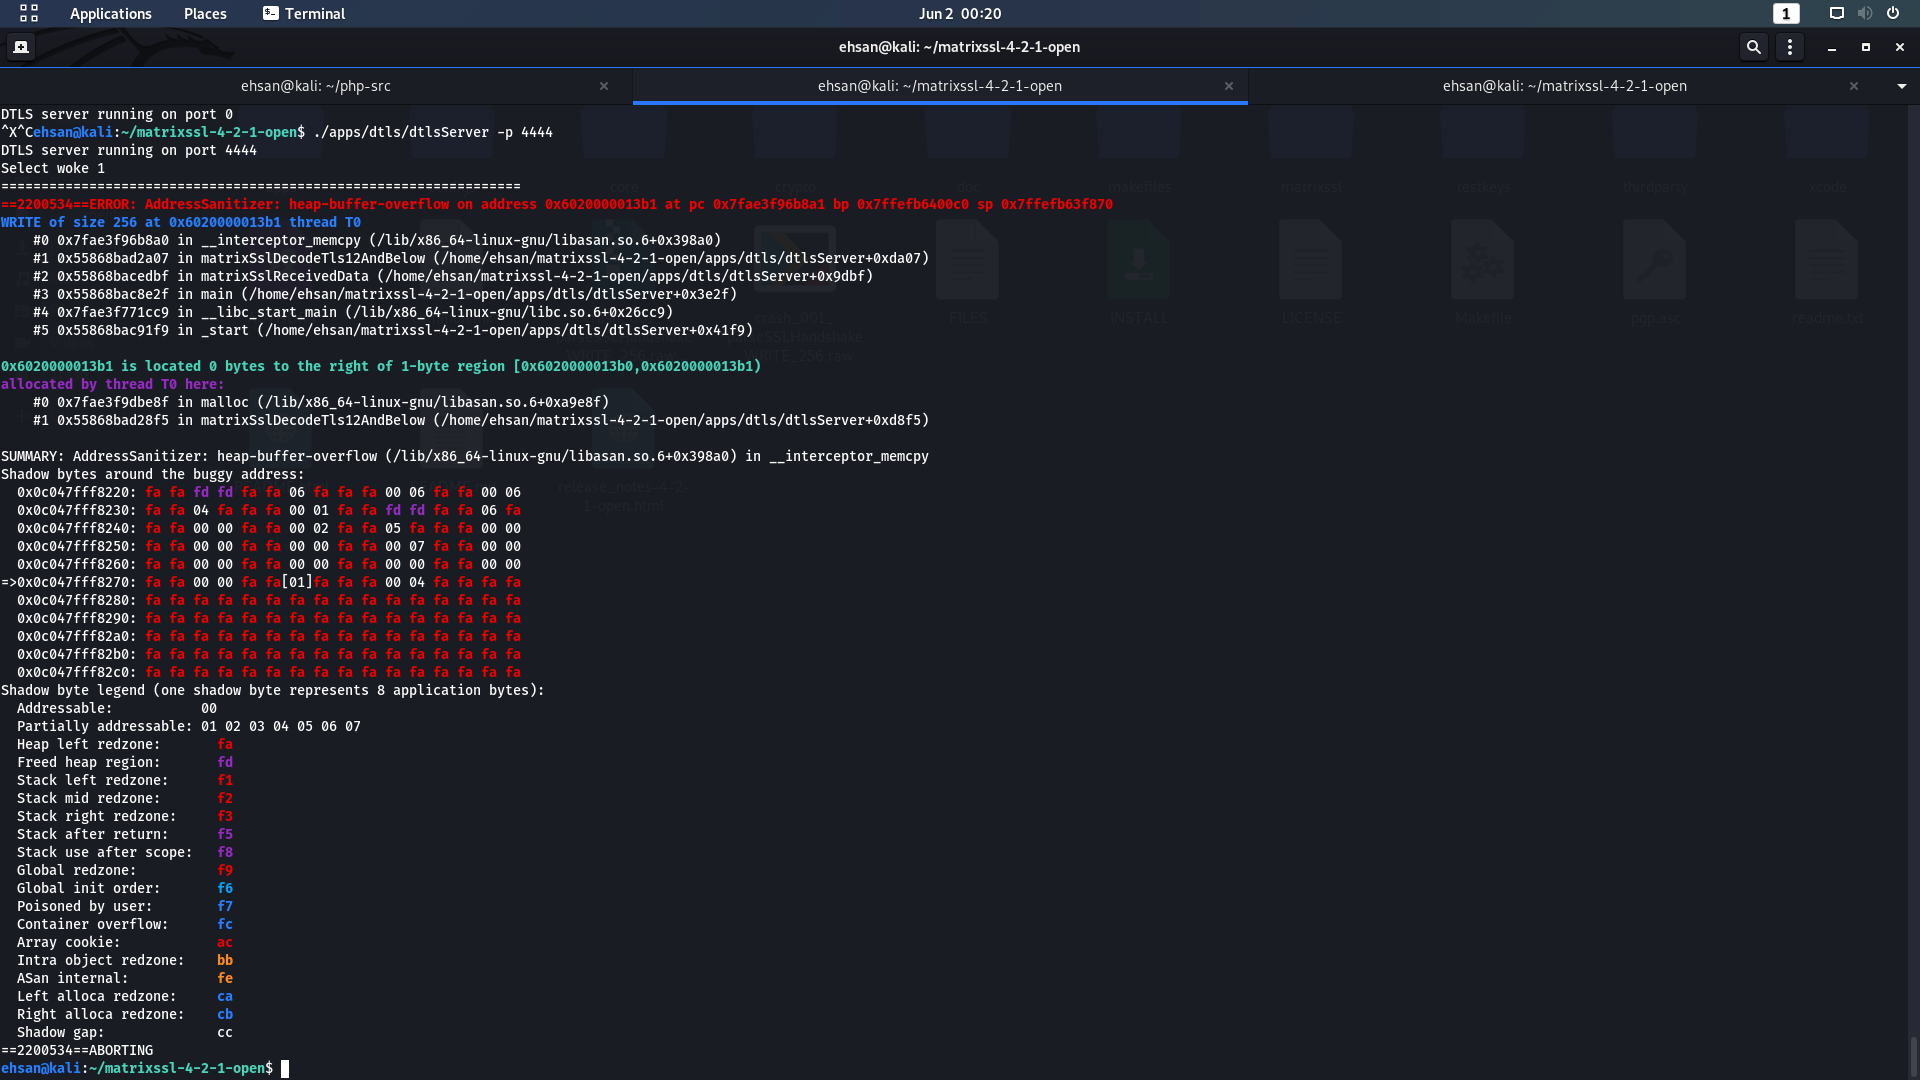 Applications Places Terminal Jun 2 00:20 1
ehsan@kali: ~/matrixssl-4-2-1-open
ehsan@kali: ~/php-src ehsan@kali: ~/matrixssl-4-2-1-open ehsan@kali: ~/matrixssl-4-2-1-open
DTLS server running on port 0
^X^Cehsan@kali:~/matrixssl-4-2-1-open$ ./apps/dtls/dtlsServer -p 4444
DTLS server running on port 4444
Select woke 1
=================================================================
==2200534==ERROR: AddressSanitizer: heap-buffer-overflow on address 0x6020000013b1 at pc 0x7fae3f96b8a1 bp 0x7ffefb6400c0 sp 0x7ffefb63f870
WRITE of size 256 at 0x6020000013b1 thread T0
    #0 0x7fae3f96b8a0 in __interceptor_memcpy (/lib/x86_64-linux-gnu/libasan.so.6+0x398a0)
    #1 0x55868bad2a07 in matrixSslDecodeTls12AndBelow (/home/ehsan/matrixssl-4-2-1-open/apps/dtls/dtlsServer+0xda07)
    #2 0x55868bacedbf in matrixSslReceivedData (/home/ehsan/matrixssl-4-2-1-open/apps/dtls/dtlsServer+0x9dbf)
    #3 0x55868bac8e2f in main (/home/ehsan/matrixssl-4-2-1-open/apps/dtls/dtlsServer+0x3e2f)
    #4 0x7fae3f771cc9 in __libc_start_main (/lib/x86_64-linux-gnu/libc.so.6+0x26cc9)
    #5 0x55868bac91f9 in _start (/home/ehsan/matrixssl-4-2-1-open/apps/dtls/dtlsServer+0x41f9)
0x6020000013b1 is located 0 bytes to the right of 1-byte region [0x6020000013b0,0x6020000013b1)
allocated by thread T0 here:
    #0 0x7fae3f9dbe8f in malloc (/lib/x86_64-linux-gnu/libasan.so.6+0xa9e8f)
    #1 0x55868bad28f5 in matrixSslDecodeTls12AndBelow (/home/ehsan/matrixssl-4-2-1-open/apps/dtls/dtlsServer+0xd8f5)
SUMMARY: AddressSanitizer: heap-buffer-overflow (/lib/x86_64-linux-gnu/libasan.so.6+0x398a0) in __interceptor_memcpy
Shadow bytes around the buggy address:
  0x0c047fff8220: fa fa fd fd fa fa 06 fa fa fa 00 06 fa fa 00 06
  0x0c047fff8230: fa fa 04 fa fa fa 00 01 fa fa fd fd fa fa 06 fa
  0x0c047fff8240: fa fa 00 00 fa fa 00 02 fa fa 05 fa fa fa 00 00
  0x0c047fff8250: fa fa 00 00 fa fa 00 00 fa fa 00 07 fa fa 00 00
  0x0c047fff8260: fa fa 00 00 fa fa 00 00 fa fa 00 00 fa fa 00 00
=>0x0c047fff8270: fa fa 00 00 fa fa[01]fa fa fa 00 04 fa fa fa fa
  0x0c047fff8280: fa fa fa fa fa fa fa fa fa fa fa fa fa fa fa fa
  0x0c047fff8290: fa fa fa fa fa fa fa fa fa fa fa fa fa fa fa fa
  0x0c047fff82a0: fa fa fa fa fa fa fa fa fa fa fa fa fa fa fa fa
  0x0c047fff82b0: fa fa fa fa fa fa fa fa fa fa fa fa fa fa fa fa
  0x0c047fff82c0: fa fa fa fa fa fa fa fa fa fa fa fa fa fa fa fa
Shadow byte legend (one shadow byte represents 8 application bytes):
  Addressable:           00
  Partially addressable: 01 02 03 04 05 06 07
  Heap left redzone:       fa
  Freed heap region:       fd
  Stack left redzone:      f1
  Stack mid redzone:       f2
  Stack right redzone:     f3
  Stack after return:      f5
  Stack use after scope:   f8
  Global redzone:          f9
  Global init order:       f6
  Poisoned by user:        f7
  Container overflow:      fc
  Array cookie:            ac
  Intra object redzone:    bb
  ASan internal:           fe
  Left alloca redzone:     ca
  Right alloca redzone:    cb
  Shadow gap:              cc
==2200534==ABORTING
ehsan@kali:~/matrixssl-4-2-1-open$
core crypto doc makefiles matrixssl testkeys thirdparty xcode
FILES INSTALL LICENSE Makefile pgp.asc readme.txt
release_notes-4-2-
1-open.html